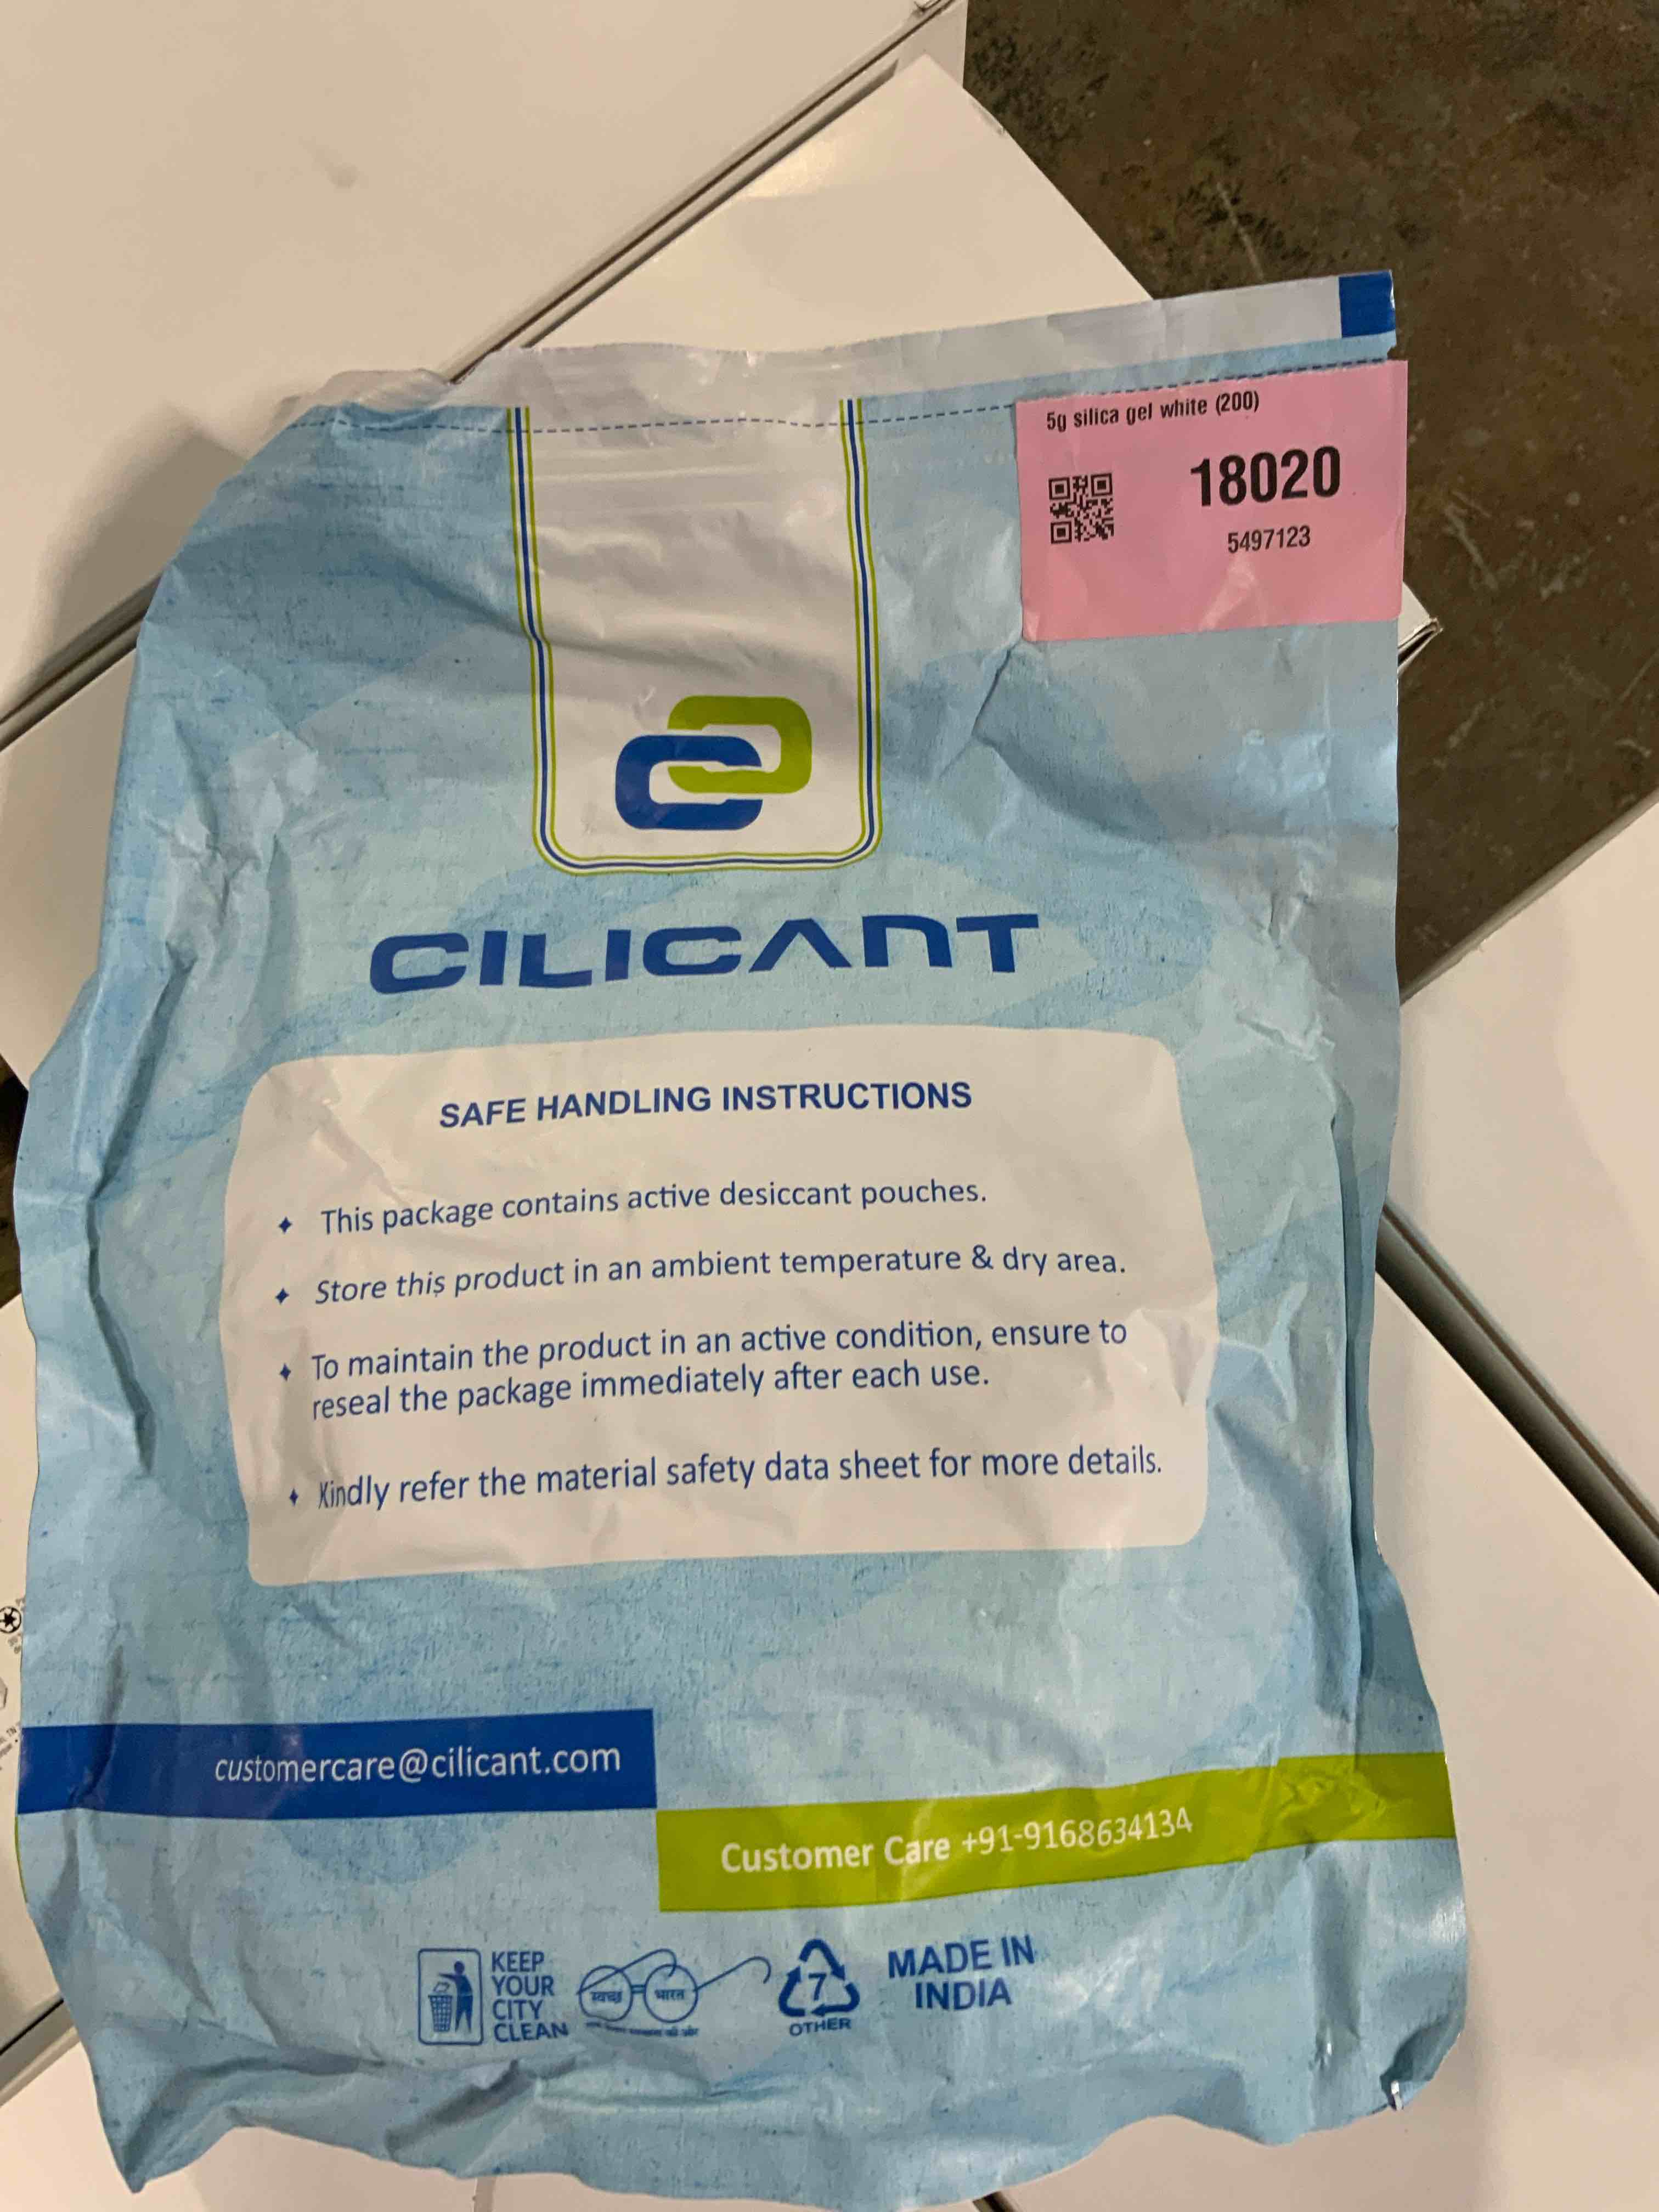 5g silica gel white (200)
18020
5497123
CILICANT
SAFE HANDLING INSTRUCTIONS
This package contains active desiccant pouches.
Store this product in an ambient temperature & dry area.
To maintain the product in an active condition, ensure to
reseal the package immediately after each use.
Kindly refer the material safety data sheet for more details.
customercare@cilicant.com
Customer Care +91-9168634134
KEEP
YOUR
CITY
CLEAN
स्वच्छ भारत
7
OTHER
MADE IN
INDIA